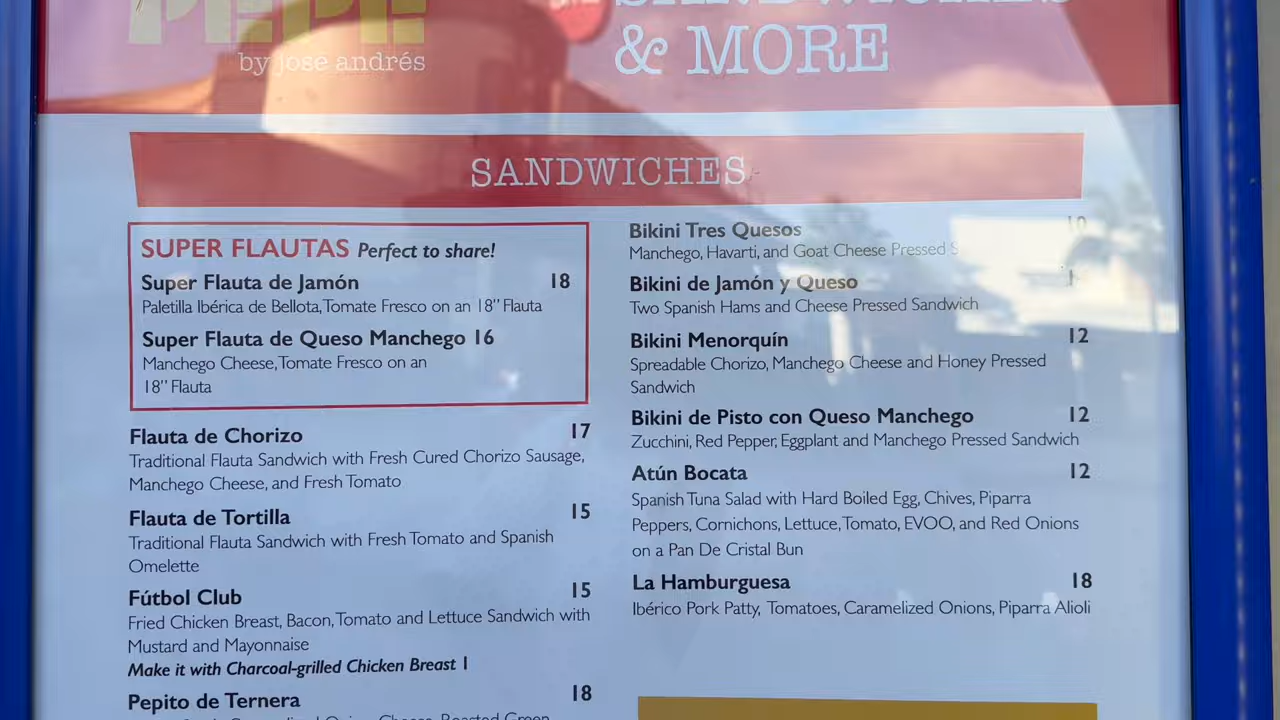 PEPE
by jose andrés
SANDWICHES
& MORE
SANDWICHES
SUPER FLAUTAS Perfect to share!
Super Flauta de Jamón 18
Paletilla Ibérica de Bellota, Tomate Fresco on an 18" Flauta
Super Flauta de Queso Manchego 16
Manchego Cheese, Tomate Fresco on an
18" Flauta
Flauta de Chorizo 17
Traditional Flauta Sandwich with Fresh Cured Chorizo Sausage,
Manchego Cheese, and Fresh Tomato
Flauta de Tortilla 15
Traditional Flauta Sandwich with Fresh Tomato and Spanish
Omelette
Fútbol Club 15
Fried Chicken Breast, Bacon, Tomato and Lettuce Sandwich with
Mustard and Mayonnaise
Make it with Charcoal-grilled Chicken Breast 1
Pepito de Ternera 18
Bikini Tres Quesos 10
Manchego, Havarti, and Goat Cheese Pressed
Bikini de Jamón y Queso
Two Spanish Hams and Cheese Pressed Sandwich
Bikini Menorquín 12
Spreadable Chorizo, Manchego Cheese and Honey Pressed
Sandwich
Bikini de Pisto con Queso Manchego 12
Zucchini, Red Pepper, Eggplant and Manchego Pressed Sandwich
Atún Bocata 12
Spanish Tuna Salad with Hard Boiled Egg, Chives, Piparra
Peppers, Cornichons, Lettuce, Tomato, EVOO, and Red Onions
on a Pan De Cristal Bun
La Hamburguesa 18
Ibérico Pork Patty, Tomatoes, Caramelized Onions, Piparra Alioli